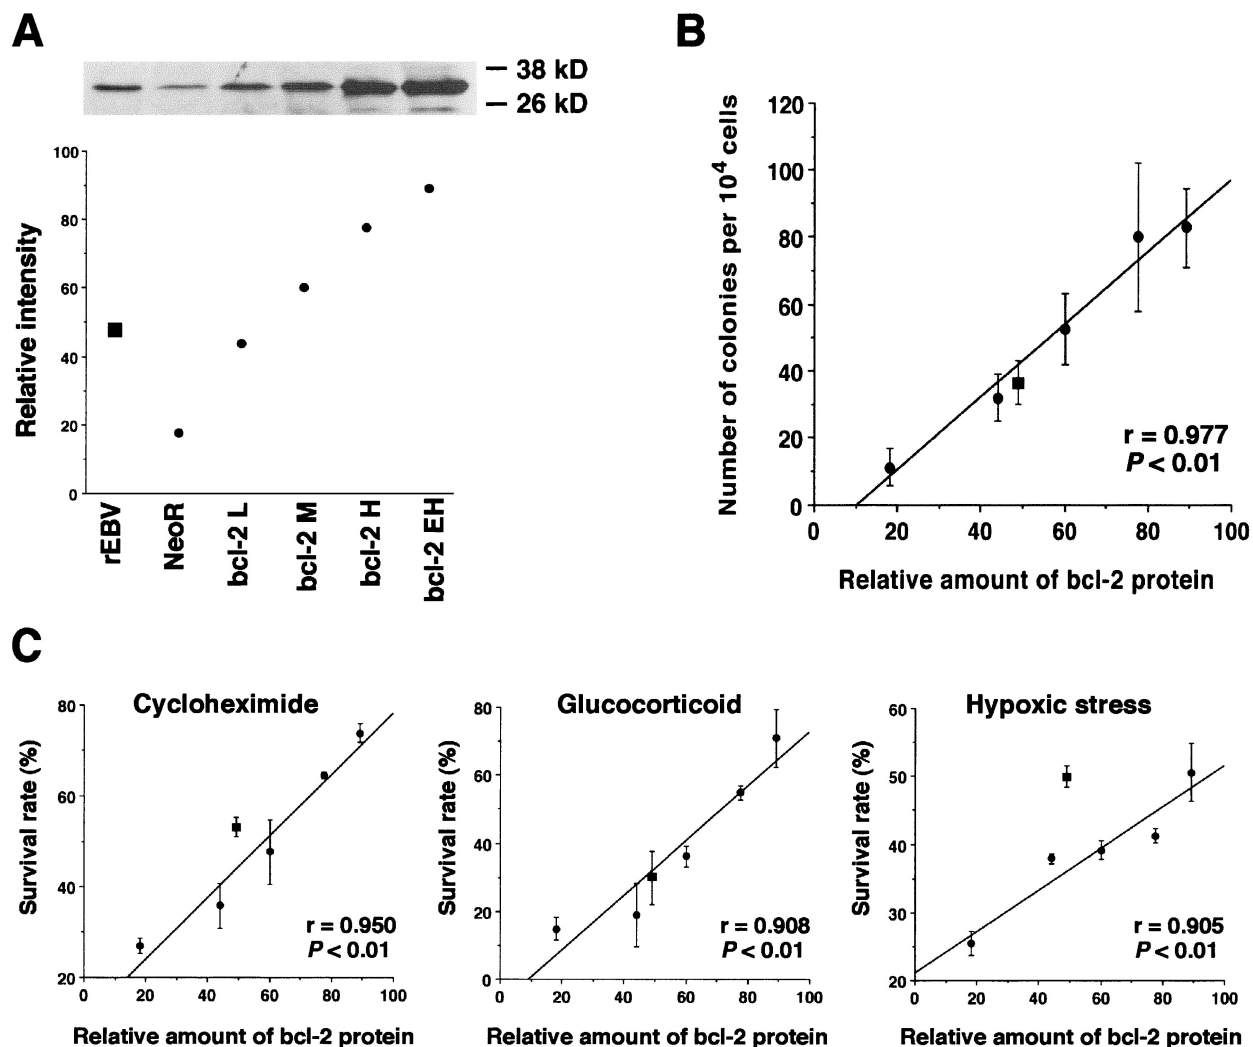 A
38 kD
26 kD
100
80
60
40
20
0
Relative intensity
rEBV
NeoR
bcl-2 L
bcl-2 M
bcl-2 H
bcl-2 EH
B
120
100
80
60
40
20
0
Number of colonies per 10⁴ cells
r = 0.977
P < 0.01
0 20 40 60 80 100
Relative amount of bcl-2 protein
C
Cycloheximide
80
60
40
20
Survival rate (%)
r = 0.950
P < 0.01
0 20 40 60 80 100
Relative amount of bcl-2 protein
Glucocorticoid
80
60
40
20
0
Survival rate (%)
r = 0.908
P < 0.01
0 20 40 60 80 100
Relative amount of bcl-2 protein
Hypoxic stress
60
50
40
30
20
Survival rate (%)
r = 0.905
P < 0.01
0 20 40 60 80 100
Relative amount of bcl-2 protein